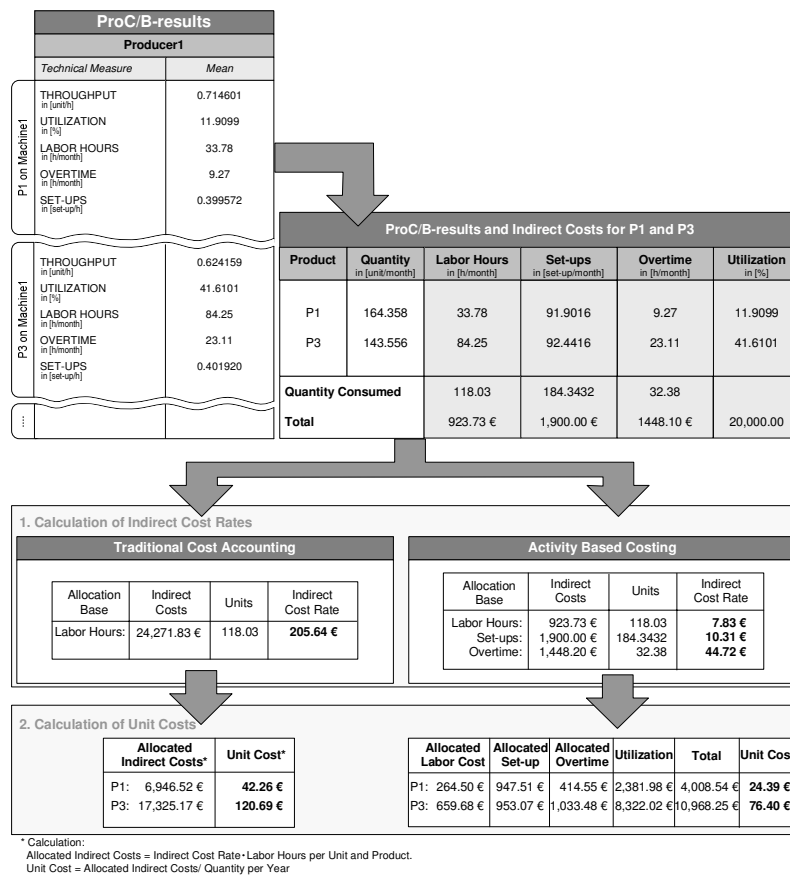 ProC/B-results
Producer1
Technical Measure Mean
P1 on Machine1
THROUGHPUT 0.714601
in [unit/h]
UTILIZATION 11.9099
in [%]
LABOR HOURS 33.78
in [h/month]
OVERTIME 9.27
in [h/month]
SET-UPS 0.399572
in [set-up/h]
P3 on Machine1
THROUGHPUT 0.624159
in [unit/h]
UTILIZATION 41.6101
in [%]
LABOR HOURS 84.25
in [h/month]
OVERTIME 23.11
in [h/month]
SET-UPS 0.401920
in [set-up/h]
....
ProC/B-results and Indirect Costs for P1 and P3
Product Quantity Labor Hours Set-ups Overtime Utilization
in [unit/month] in [h/month] in [set-up/month] in [h/month] in [%]
P1 164.358 33.78 91.9016 9.27 11.9099
P3 143.556 84.25 92.4416 23.11 41.6101
Quantity Consumed 118.03 184.3432 32.38
Total 923.73 € 1,900.00 € 1448.10 € 20,000.00
1. Calculation of Indirect Cost Rates
Traditional Cost Accounting
Allocation Indirect Units Indirect
Base Costs Cost Rate
Labor Hours: 24,271.83 € 118.03 205.64 €
Activity Based Costing
Allocation Indirect Units Indirect
Base Costs Cost Rate
Labor Hours: 923.73 € 118.03 7.83 €
Set-ups: 1,900.00 € 184.3432 10.31 €
Overtime: 1,448.20 € 32.38 44.72 €
2. Calculation of Unit Costs
Allocated Unit Cost*
Indirect Costs*
P1: 6,946.52 € 42.26 €
P3: 17,325.17 € 120.69 €
Allocated Allocated Allocated Utilization Total Unit Cos
Labor Cost Set-up Overtime
P1: 264.50 € 947.51 € 414.55 € 2,381.98 € 4,008.54 € 24.39 €
P3: 659.68 € 953.07 € 1,033.48 € 8,322.02 € 10,968.25 € 76.40 €
* Calculation:
Allocated Indirect Costs = Indirect Cost Rate·Labor Hours per Unit and Product.
Unit Cost = Allocated Indirect Costs/ Quantity per Year